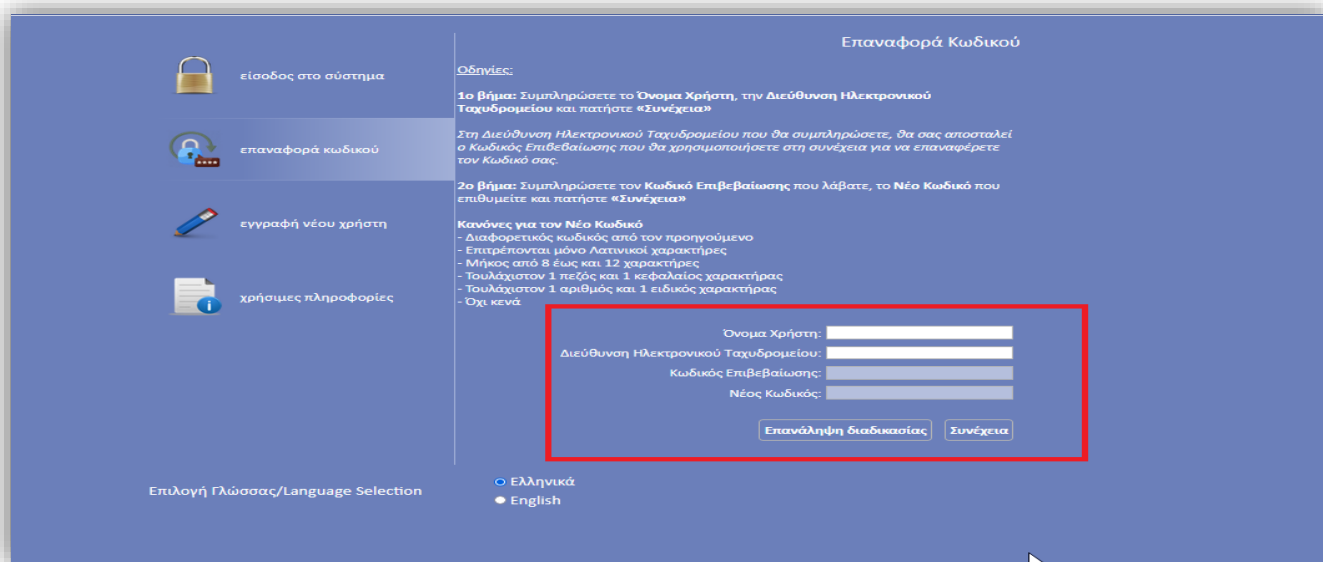 Επαναφορά Κωδικού
είσοδος στο σύστημα
επαναφορά κωδικού
εγγραφή νέου χρήστη
χρήσιμες πληροφορίες
Οδηγίες:
1ο βήμα: Συμπληρώσετε το Όνομα Χρήστη, την Διεύθυνση Ηλεκτρονικού
Ταχυδρομείου και πατήστε «Συνέχεια»
Στη Διεύθυνση Ηλεκτρονικού Ταχυδρομείου που θα συμπληρώσετε, θα σας αποσταλεί
ο Κωδικός Επιβεβαίωσης που θα χρησιμοποιήσετε στη συνέχεια για να επαναφέρετε
τον Κωδικό σας.
2ο βήμα: Συμπληρώσετε τον Κωδικό Επιβεβαίωσης που λάβατε, το Νέο Κωδικό που
επιθυμείτε και πατήστε «Συνέχεια»
Κανόνες για τον Νέο Κωδικό
- Διαφορετικός κωδικός από τον προηγούμενο
- Επιτρέπονται μόνο Λατινικοί χαρακτήρες
- Μήκος από 8 έως και 12 χαρακτήρες
- Τουλάχιστον 1 πεζός και 1 κεφαλαίος χαρακτήρας
- Τουλάχιστον 1 αριθμός και 1 ειδικός χαρακτήρας
- Όχι κενά
Όνομα Χρήστη:
Διεύθυνση Ηλεκτρονικού Ταχυδρομείου:
Κωδικός Επιβεβαίωσης:
Νέος Κωδικός:
Επανάληψη διαδικασίας Συνέχεια
Επιλογή Γλώσσας/Language Selection
Ελληνικά
English